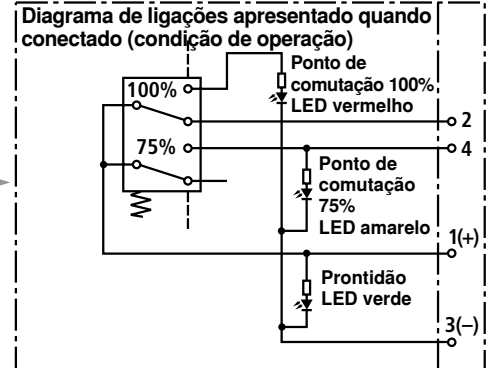 Diagrama de ligações apresentado quando
conectado (condição de operação)
Ponto de
comutação 100%
LED vermelho
100%
2
75%
4
Ponto de
comutação
75%
LED amarelo
1(+)
Prontidão
LED verde
3(–)